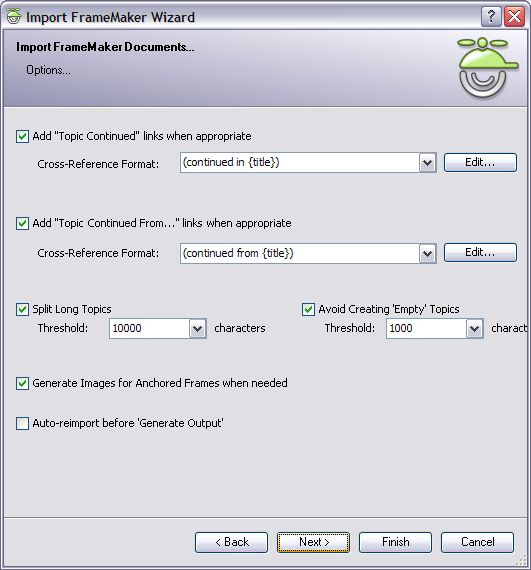 Import FrameMaker Wizard
Import FrameMaker Documents...
Options...
Add "Topic Continued" links when appropriate
Cross-Reference Format: (continued in {title}) Edit...
Add "Topic Continued From..." links when appropriate
Cross-Reference Format: (continued from {title}) Edit...
Split Long Topics Avoid Creating 'Empty' Topics
Threshold: 10000 characters Threshold: 1000 charact
Generate Images for Anchored Frames when needed
Auto-reimport before 'Generate Output'
< Back Next > Finish Cancel